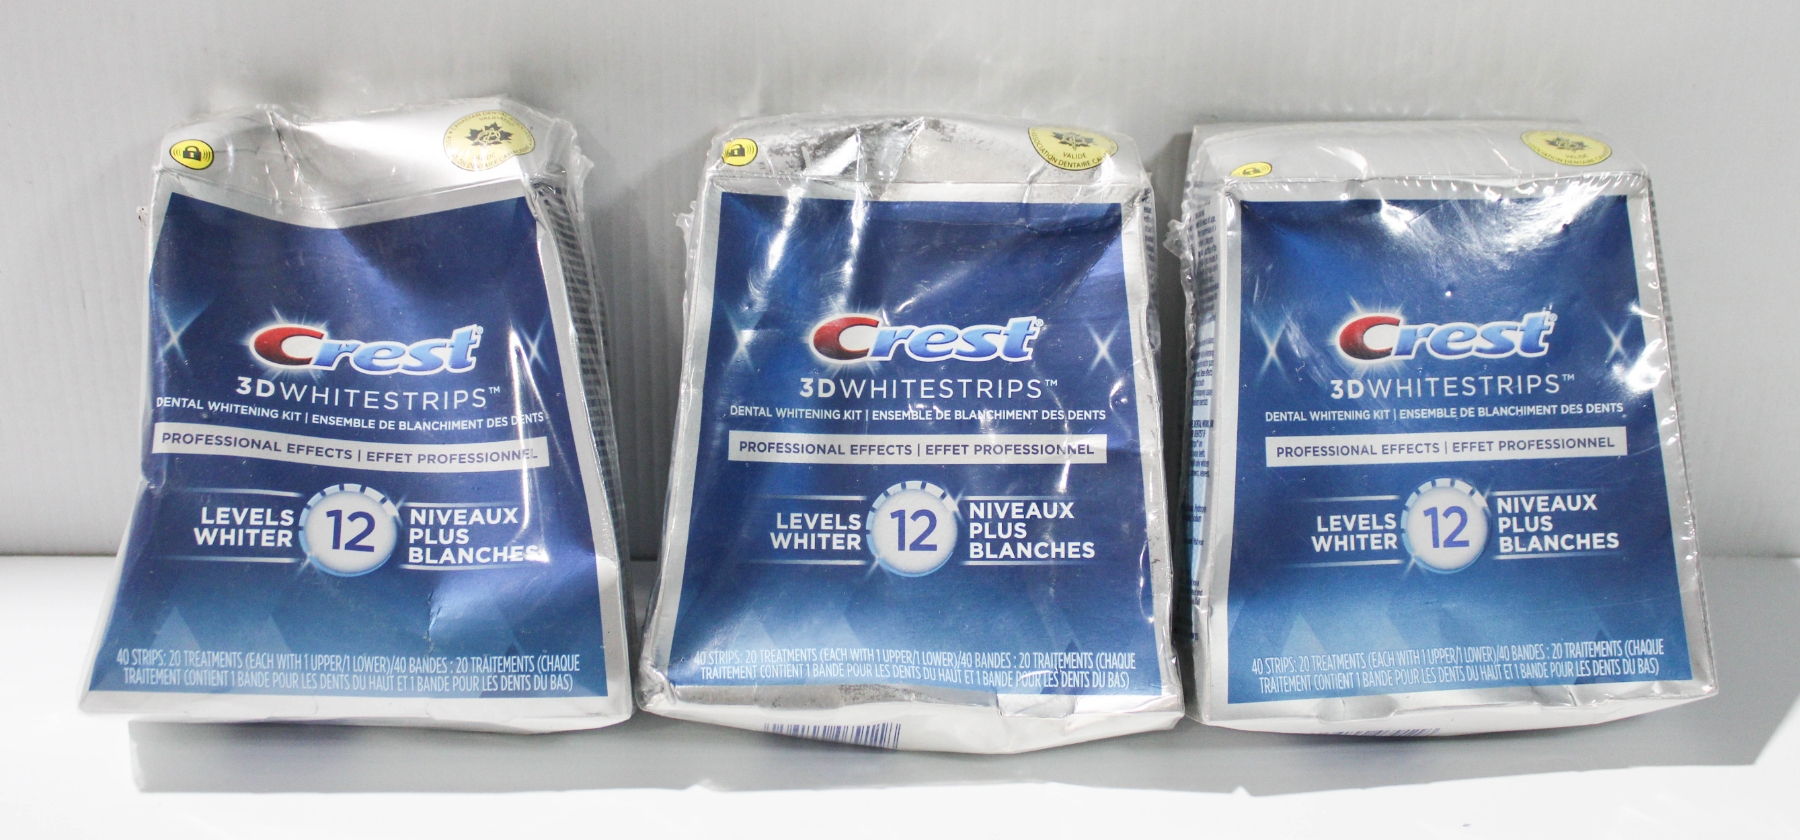 VALIDE
ASSOCIATION DENTAIRE CA
VALIDE
Crest®
3DWHITESTRIPS™
DENTAL WHITENING KIT | ENSEMBLE DE BLANCHIMENT DES DENTS
PROFESSIONAL EFFECTS | EFFET PROFESSIONNEL
LEVELS
WHITER
12
NIVEAUX
PLUS
BLANCHES
40 STRIPS: 20 TREATMENTS (EACH WITH 1 UPPER/1 LOWER)/40 BANDES : 20 TRAITEMENTS (CHAQUE
TRAITEMENT CONTIENT 1 BANDE POUR LES DENTS DU HAUT ET 1 BANDE POUR LES DENTS DU BAS)
Crest®
3DWHITESTRIPS™
DENTAL WHITENING KIT | ENSEMBLE DE BLANCHIMENT DES DENTS
PROFESSIONAL EFFECTS | EFFET PROFESSIONNEL
LEVELS
WHITER
12
NIVEAUX
PLUS
BLANCHES
40 STRIPS: 20 TREATMENTS (EACH WITH 1 UPPER/1 LOWER)/40 BANDES : 20 TRAITEMENTS (CHAQUE
TRAITEMENT CONTIENT 1 BANDE POUR LES DENTS DU HAUT ET 1 BANDE POUR LES DENTS DU BAS)
Crest®
3DWHITESTRIPS™
DENTAL WHITENING KIT | ENSEMBLE DE BLANCHIMENT DES DENTS
PROFESSIONAL EFFECTS | EFFET PROFESSIONNEL
LEVELS
WHITER
12
NIVEAUX
PLUS
BLANCHES
40 STRIPS: 20 TREATMENTS (EACH WITH 1 UPPER/1 LOWER)/40 BANDES : 20 TRAITEMENTS (CHAQUE
TRAITEMENT CONTIENT 1 BANDE POUR LES DENTS DU HAUT ET 1 BANDE POUR LES DENTS DU BAS)